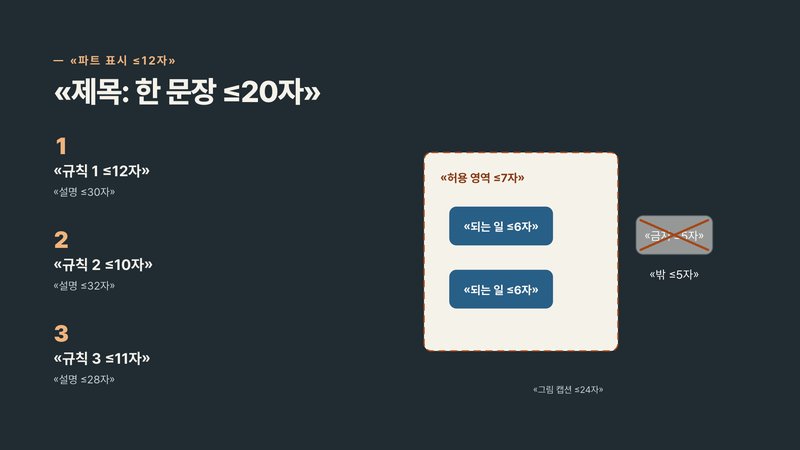 — «파트 표시 ≤12자»
«제목: 한 문장 ≤20자»
1
«규칙 1 ≤12자»
«설명 ≤30자»
2
«규칙 2 ≤10자»
«설명 ≤32자»
3
«규칙 3 ≤11자»
«설명 ≤28자»
«허용 영역 ≤7자»
«되는 일 ≤6자»
«되는 일 ≤6자»
«금지 ≤5자»
«밖 ≤5자»
«그림 캡션 ≤24자»